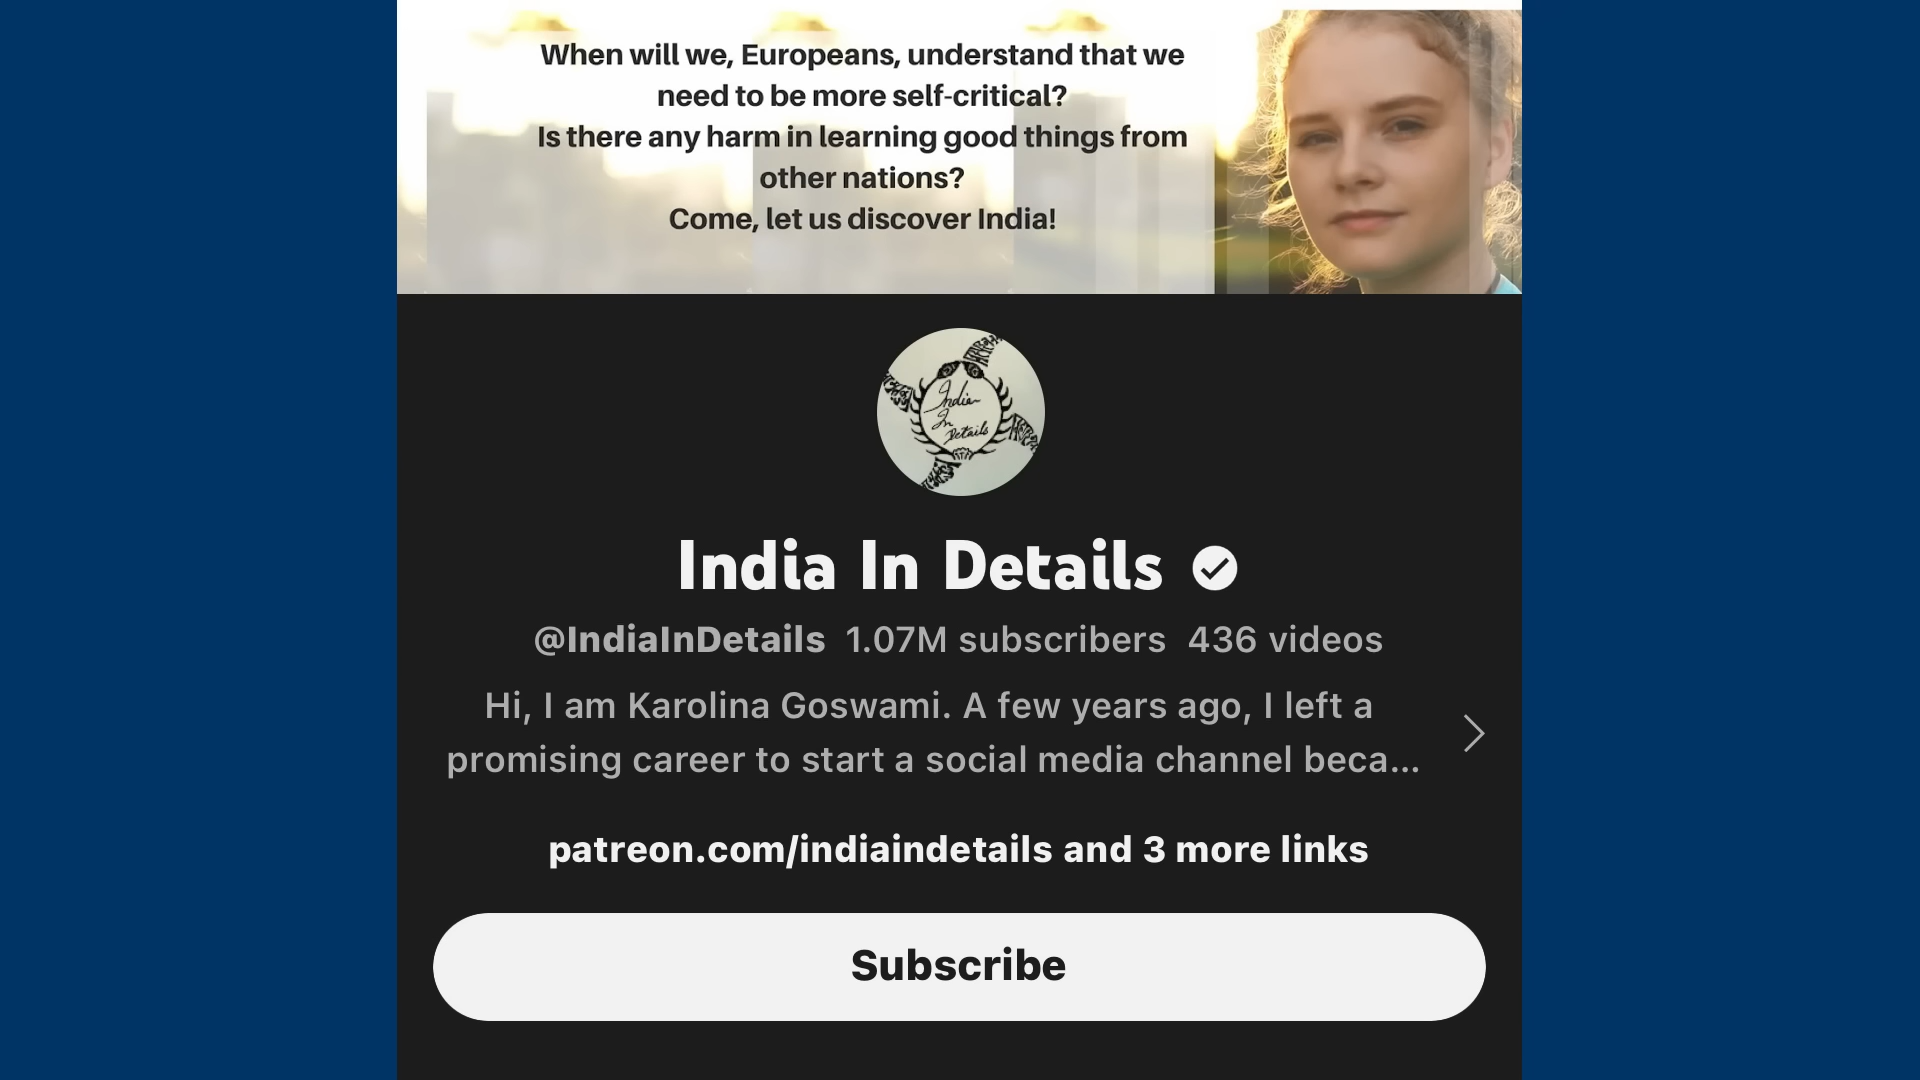 When will we, Europeans, understand that we
need to be more self-critical?
Is there any harm in learning good things from
other nations?
Come, let us discover India!
India
In
Details
India In Details
@IndiaInDetails 1.07M subscribers 436 videos
Hi, I am Karolina Goswami. A few years ago, I left a
promising career to start a social media channel beca...
patreon.com/indiaindetails and 3 more links
Subscribe